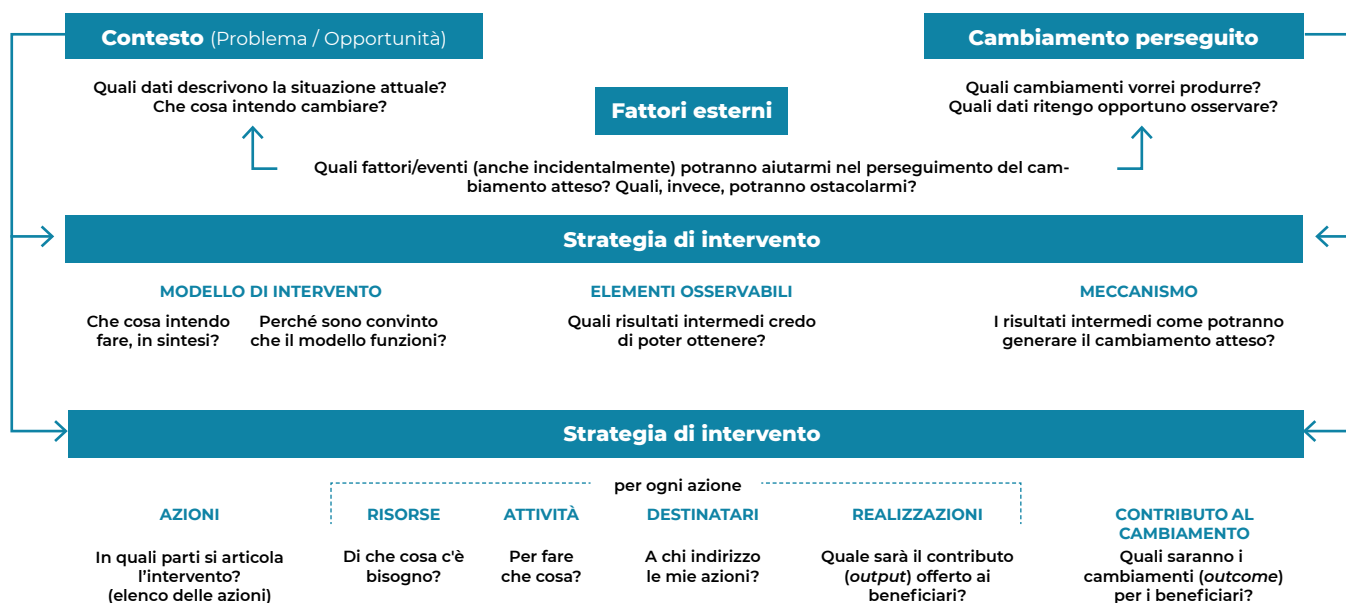 Contesto (Problema / Opportunità)
Cambiamento perseguito
Quali dati descrivono la situazione attuale?
Che cosa intendo cambiare?
Quali cambiamenti vorrei produrre?
Quali dati ritengo opportuno osservare?
Fattori esterni
Quali fattori/eventi (anche incidentalmente) potranno aiutarmi nel perseguimento del cam-
biamento atteso? Quali, invece, potranno ostacolarmi?
Strategia di intervento
MODELLO DI INTERVENTO
Che cosa intendo
fare, in sintesi?
Perché sono convinto
che il modello funzioni?
ELEMENTI OSSERVABILI
Quali risultati intermedi credo
di poter ottenere?
MECCANISMO
I risultati intermedi come potranno
generare il cambiamento atteso?
Strategia di intervento
per ogni azione
AZIONI
In quali parti si articola
l'intervento?
(elenco delle azioni)
RISORSE
Di che cosa c'è
bisogno?
ATTIVITÀ
Per fare
che cosa?
DESTINATARI
A chi indirizzo
le mie azioni?
REALIZZAZIONI
Quale sarà il contributo
(output) offerto ai
beneficiari?
CONTRIBUTO AL
CAMBIAMENTO
Quali saranno i
cambiamenti (outcome)
per i beneficiari?